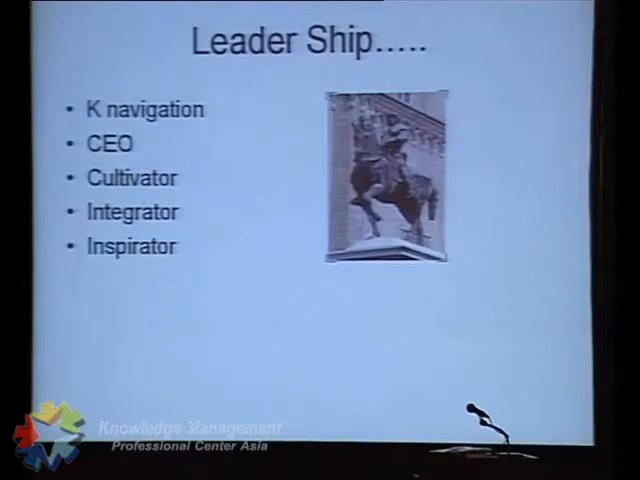 Leader Ship.....
• K navigation
• CEO
• Cultivator
• Integrator
• Inspirator
Knowledge Management
Professional Center Asia